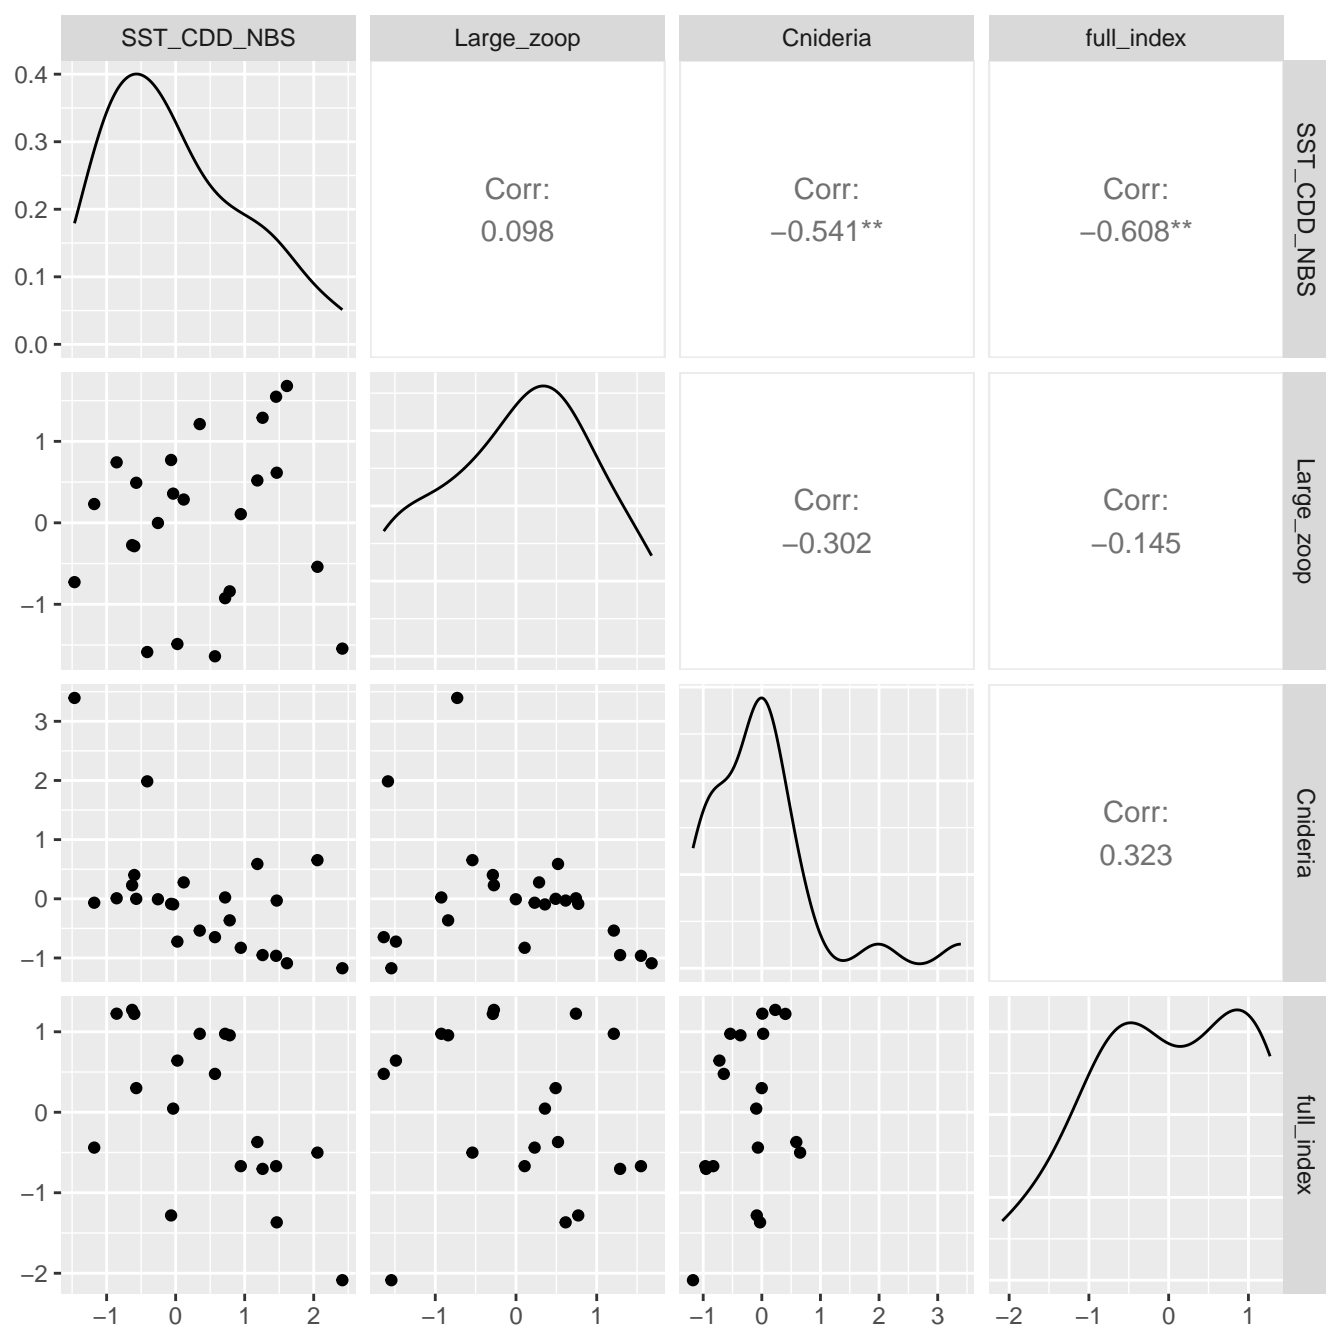 SST_CDD_NBS Large_zoop Cnideria full_index
0.4
0.3
0.2
0.1
0.0
Corr:
0.098
Corr:
−0.541**
Corr:
−0.608**
SST_CDD_NBS
1
0
−1
Corr:
−0.302
Corr:
−0.145
Large_zoop
3
2
1
0
−1
Corr:
0.323
Cnideria
1
0
−1
−2
full_index
−1 0 1 2
−1 0 1
−1 0 1 2 3
−2 −1 0 1